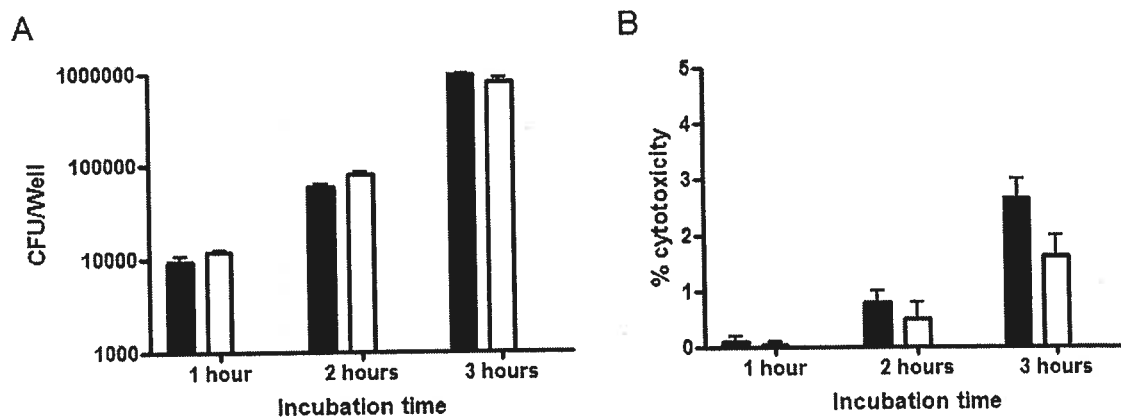 A
CFU/Well
1000000
100000
10000
1000
1 hour
2 hours
3 hours
Incubation time
B
% cytotoxicity
5
4
3
2
1
0
1 hour
2 hours
3 hours
Incubation time